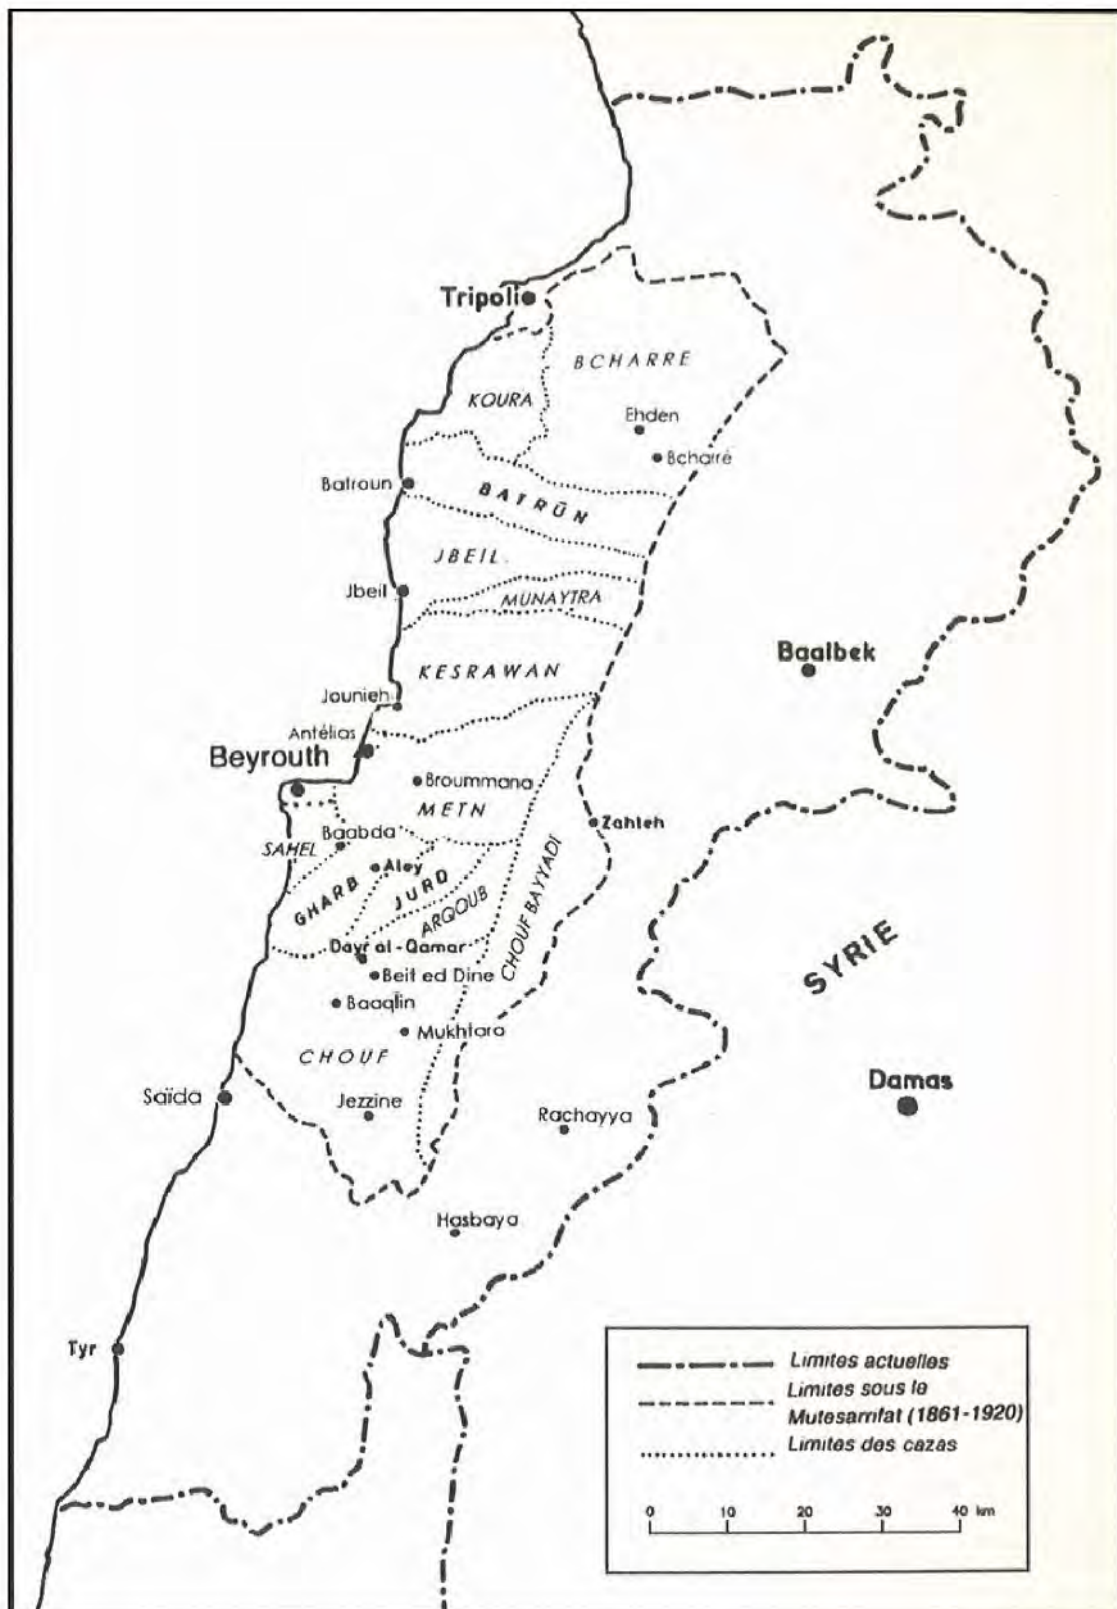 Tripoli
BCHARRE
KOURA
Ehden
Bcharré
Batroun
BATRŪN
JBEIL.
Jbeil
MUNAYTRA
Baalbek
KESRAWAN
Jounieh
Antélias
Beyrouth
Broummana
METN
Zahleh
Baabda
SAHEL
Aley
GHARB
JURD
ARQOUB
CHOUF BAYYADI
Dayr al-Qamar
Beit ed Dine
SYRIE
Baaqlin
Mukhtara
CHOUF
Damas
Saïda
Jezzine
Rachayya
Hasbaya
Tyr
Limites actuelles
Limites sous le
Mutesarrifat (1861-1920)
Limites des cazas
0 10 20 30 40 km